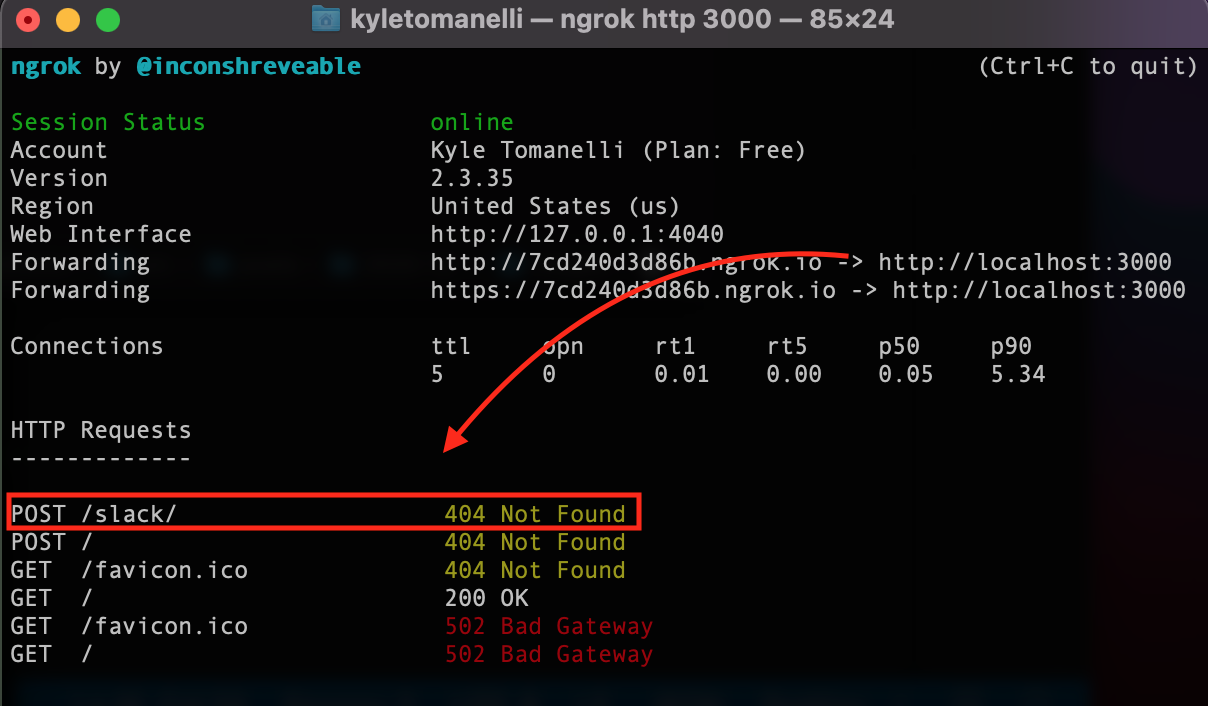 kyletomanelli — ngrok http 3000 — 85×24
ngrok by @inconshreveable (Ctrl+C to quit)
Session Status online
Account Kyle Tomanelli (Plan: Free)
Version 2.3.35
Region United States (us)
Web Interface http://127.0.0.1:4040
Forwarding http://7cd240d3d86b.ngrok.io -> http://localhost:3000
Forwarding https://7cd240d3d86b.ngrok.io -> http://localhost:3000
Connections ttl opn rt1 rt5 p50 p90
5 0 0.01 0.00 0.05 5.34
HTTP Requests
-------------
POST /slack/ 404 Not Found
POST / 404 Not Found
GET /favicon.ico 404 Not Found
GET / 200 OK
GET /favicon.ico 502 Bad Gateway
GET / 502 Bad Gateway